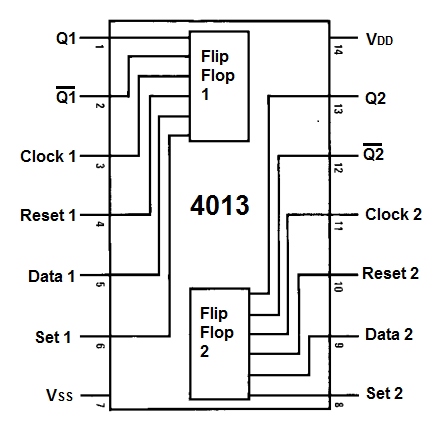 Q1
1
Q1
2
Clock 1
3
Reset 1
4
Data 1
5
Set 1
6
VSS
7
Flip
Flop
1
4013
Flip
Flop
2
VDD
14
Q2
13
Q2
12
Clock 2
11
Reset 2
10
Data 2
9
Set 2
8